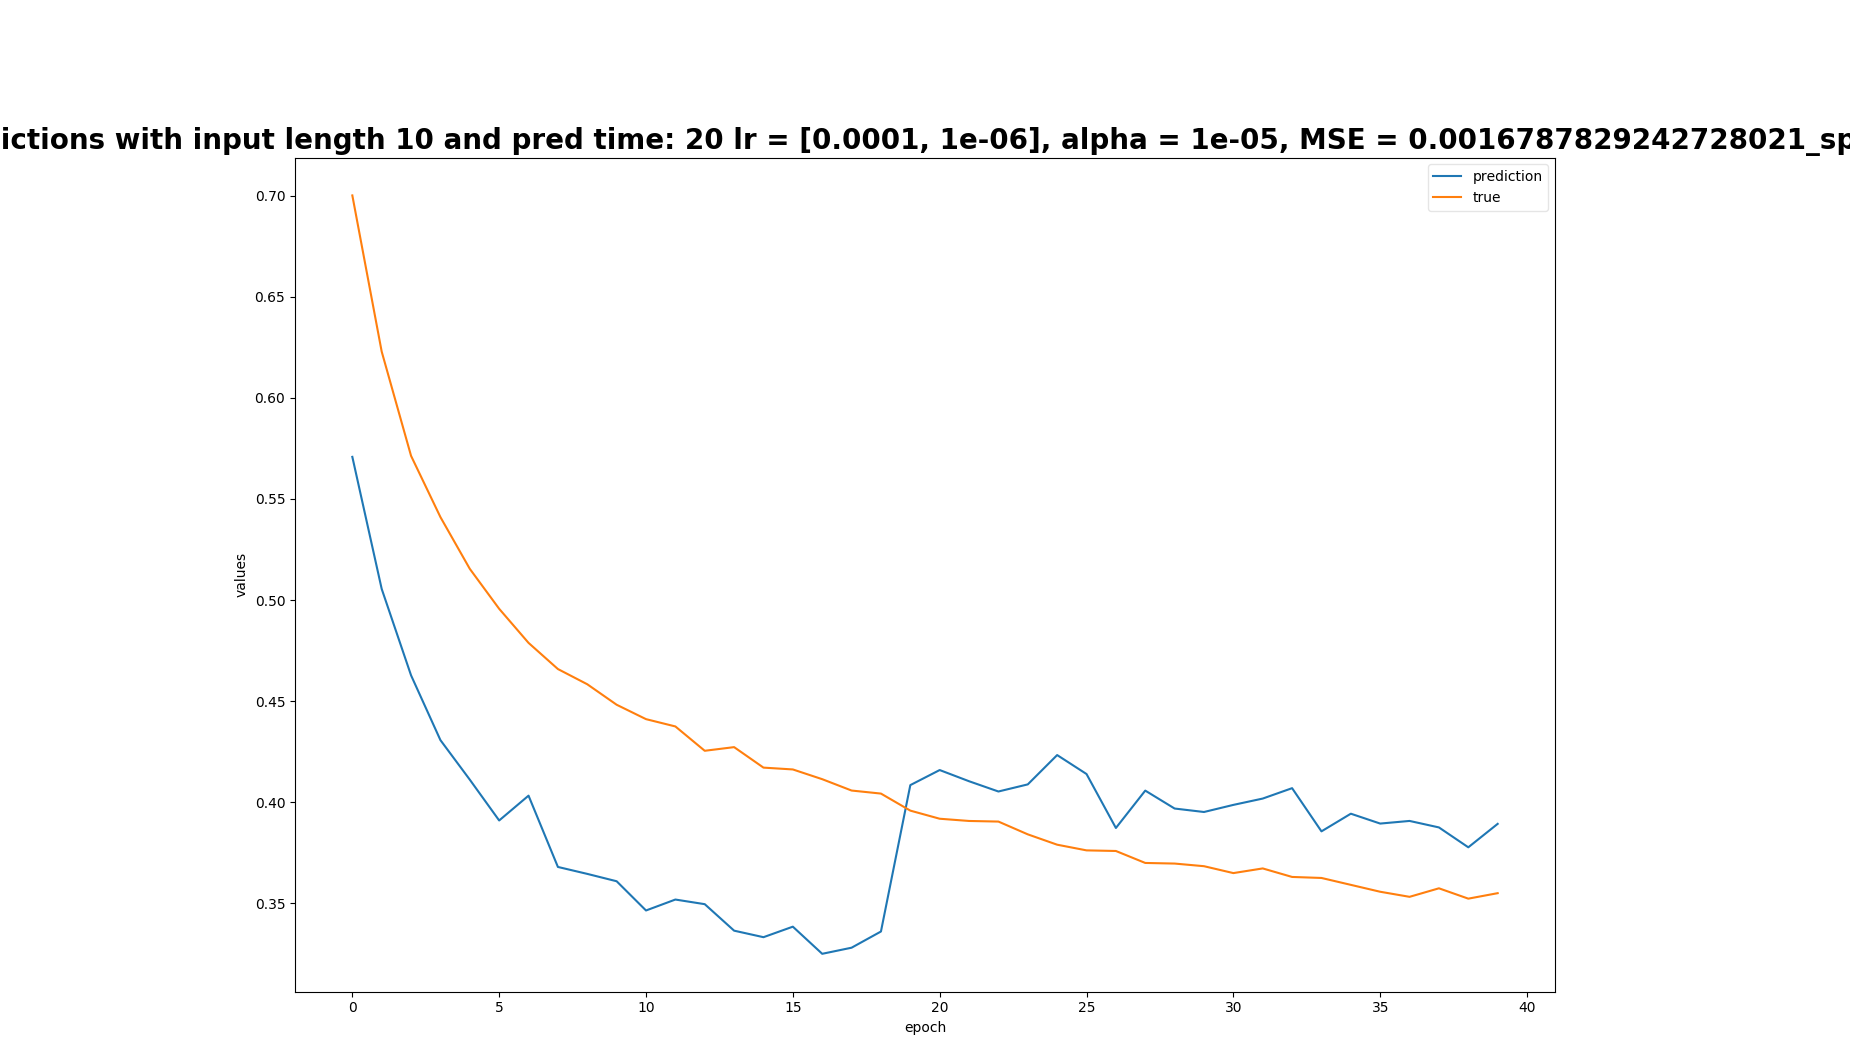 ictions with input length 10 and pred time: 20 lr = [0.0001, 1e-06], alpha = 1e-05, MSE = 0.0016787829242728021_sp
prediction
true
0.70
0.65
0.60
0.55
0.50
0.45
0.40
0.35
values
0 5 10 15 20 25 30 35 40
epoch